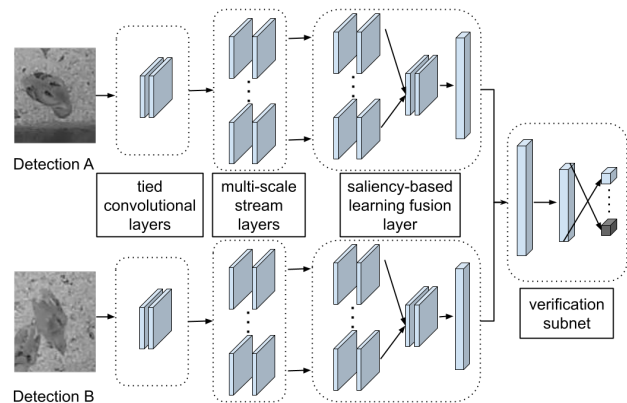 Detection A
tied
convolutional
layers
multi-scale
stream
layers
saliency-based
learning fusion
layer
verification
subnet
Detection B